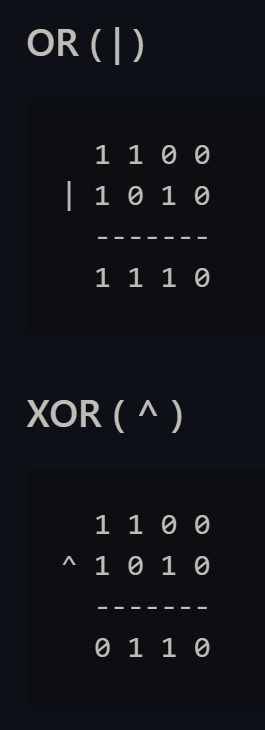 OR ( | )
1 1 0 0
| 1 0 1 0
-------
1 1 1 0
XOR ( ^ )
1 1 0 0
^ 1 0 1 0
-------
0 1 1 0